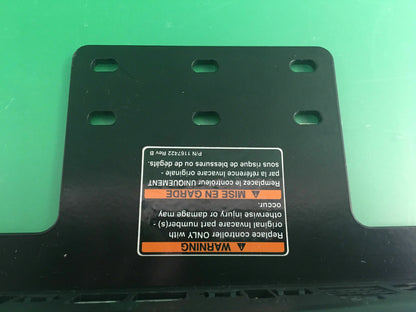 ⚠ WARNING
Replace controller ONLY with
original Invacare part number(s) -
otherwise injury or damage may
occur.
⚠ MISE EN GARDE
Remplacez le contrôleur UNIQUEMENT
par la référence Invacare originale -
sous risque de blessures ou de dégâts.
P/N 1167422 Rev B